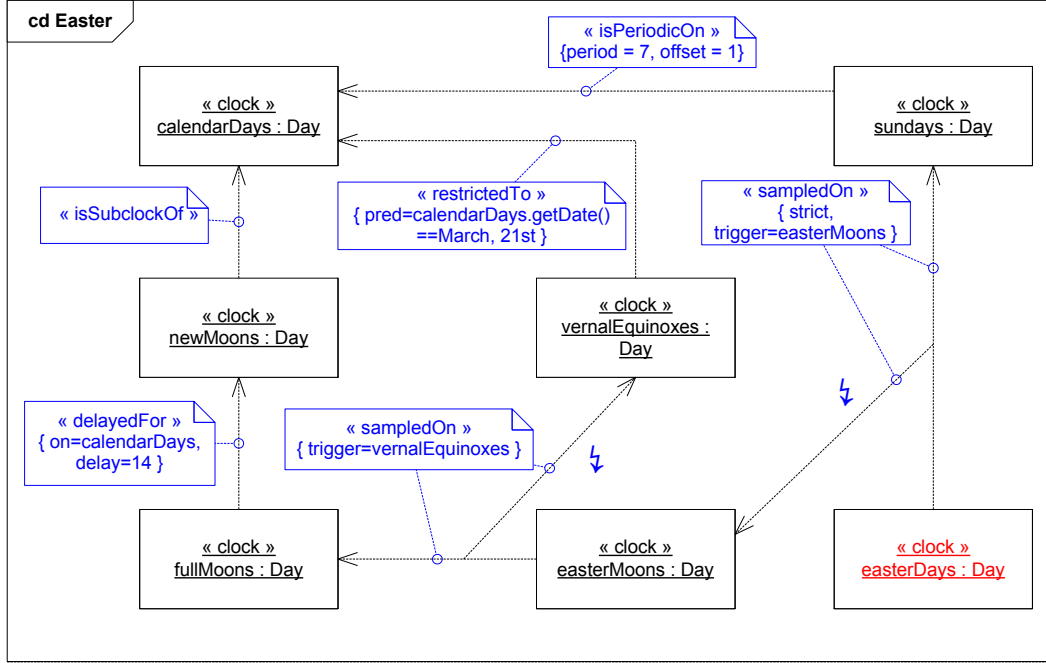 cd Easter
« isPeriodicOn »
{period = 7, offset = 1}
« clock »
calendarDays : Day
« clock »
sundays : Day
« isSubclockOf »
« restrictedTo »
{ pred=calendarDays.getDate()
==March, 21st }
« sampledOn »
{ strict,
trigger=easterMoons }
« clock »
newMoons : Day
« clock »
vernalEquinoxes :
Day
« delayedFor »
{ on=calendarDays,
delay=14 }
« sampledOn »
{ trigger=vernalEquinoxes }
« clock »
fullMoons : Day
« clock »
easterMoons : Day
« clock »
easterDays : Day